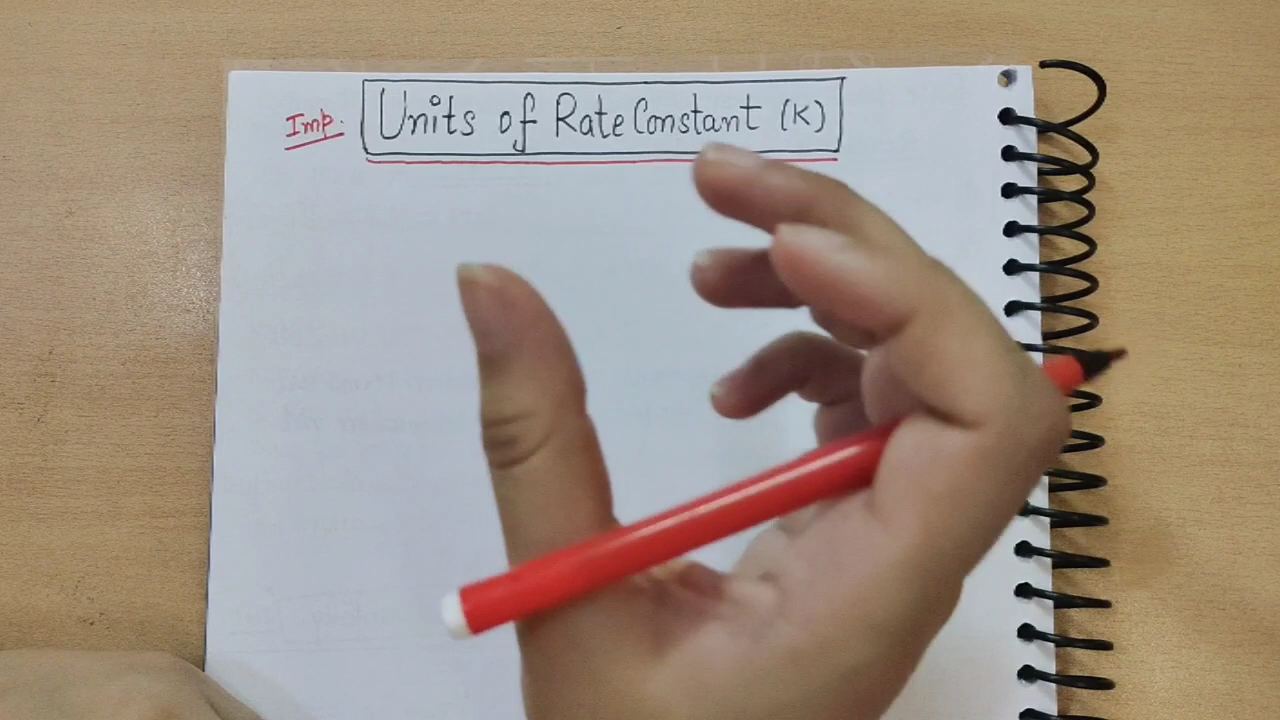 Imp. Units of Rate Constant (K)